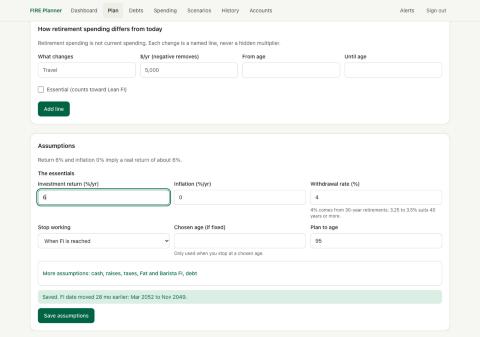 FIRE Planner Dashboard Plan Debts Spending Scenarios History Accounts Alerts Sign out
How retirement spending differs from today
Retirement spending is not current spending. Each change is a named line, never a hidden multiplier.
What changes $/yr (negative removes) From age Until age
Travel 5,000
Essential (counts toward Lean FI)
Add line
Assumptions
Return 6% and inflation 0% imply a real return of about 6%.
The essentials
Investment return (%/yr) Inflation (%/yr) Withdrawal rate (%)
6 0 4
4% comes from 30-year retirements; 3.25 to 3.5% suits 40
years or more.
Stop working Chosen age (if fixed) Plan to age
When FI is reached 95
Only used when you stop at a chosen age.
More assumptions: cash, raises, taxes, Fat and Barista FI, debt
Saved. FI date moved 28 mo earlier: Mar 2052 to Nov 2049.
Save assumptions